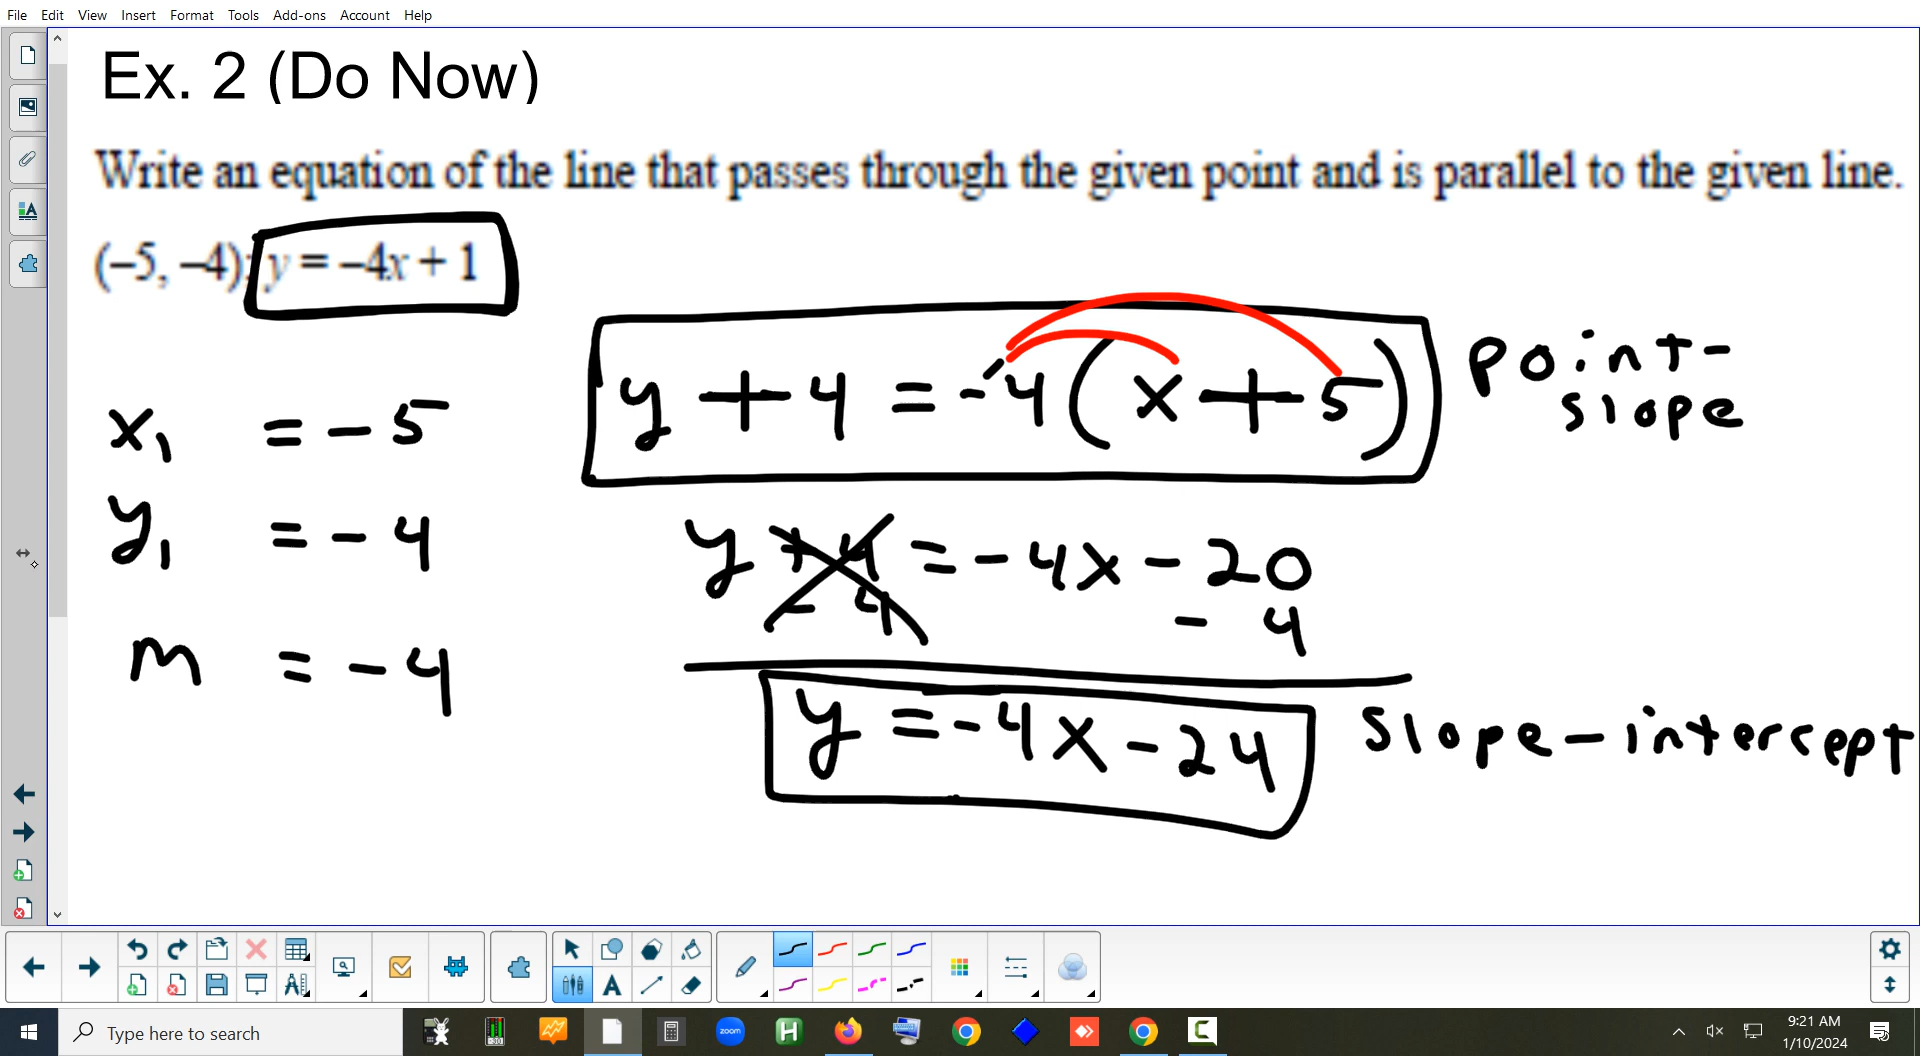 File Edit View Insert Format Tools Add-ons Account Help
Ex. 2 (Do Now)
Write an equation of the line that passes through the given point and is parallel to the given line.
(–5, –4); y = –4x + 1
y + 4 = -4(x + 5)
point-
slope
x₁ = -5
y₁ = -4
m = -4
y + 4 = -4x - 20
- 4 - 4
y = -4x - 24
slope-intercept
Type here to search
zoom
9:21 AM
1/10/2024